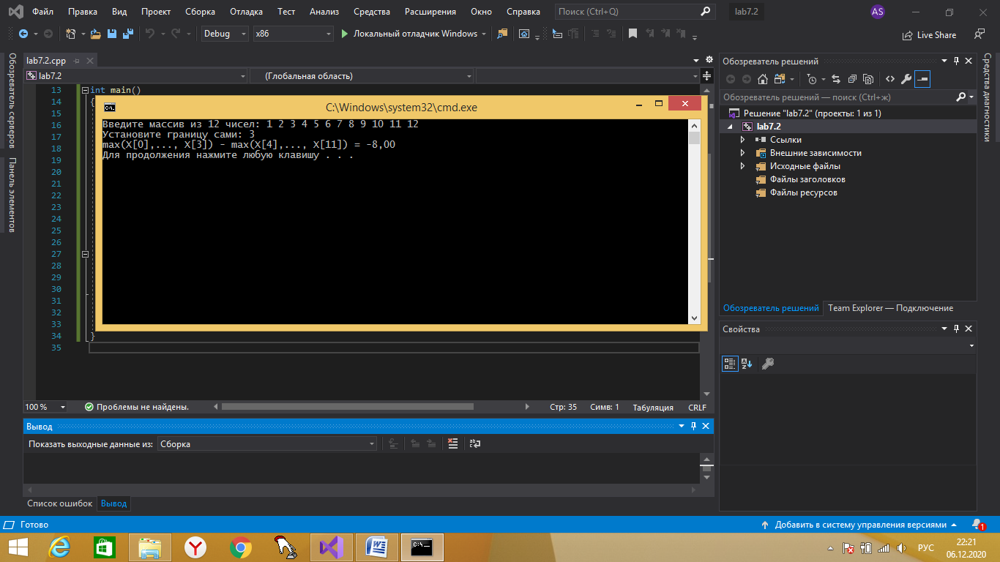 Файл Правка Вид Проект Сборка Отладка Тест Анализ Средства Расширения Окно Справка Поиск (Ctrl+Q) lab7.2 AS
Debug x86 Локальный отладчик Windows Live Share
Обозреватель серверов
Панель элементов
lab7.2.cpp
lab7.2 (Глобальная область)
13 int main()
14 {
15
16
17
18
19
20
21
22
23
24
25
26
27
28
29
30
31
32
33
34 }
35
C:\Windows\system32\cmd.exe
Введите массив из 12 чисел: 1 2 3 4 5 6 7 8 9 10 11 12
Установите границу сами: 3
max(X[0],..., X[3]) - max(X[4],..., X[11]) = -8,00
Для продолжения нажмите любую клавишу . . .
100 % Проблемы не найдены. Стр: 35 Симв: 1 Табуляция CRLF
Вывод
Показать выходные данные из: Сборка
Список ошибок Вывод
Обозреватель решений
Обозреватель решений — поиск (Ctrl+ж)
Решение "lab7.2" (проекты: 1 из 1)
lab7.2
Ссылки
Внешние зависимости
Исходные файлы
Файлы заголовков
Файлы ресурсов
Обозреватель решений Team Explorer — Подключение
Свойства
Средства диагностики
Готово Добавить в систему управления версиями 1
РУС 22:21
06.12.2020